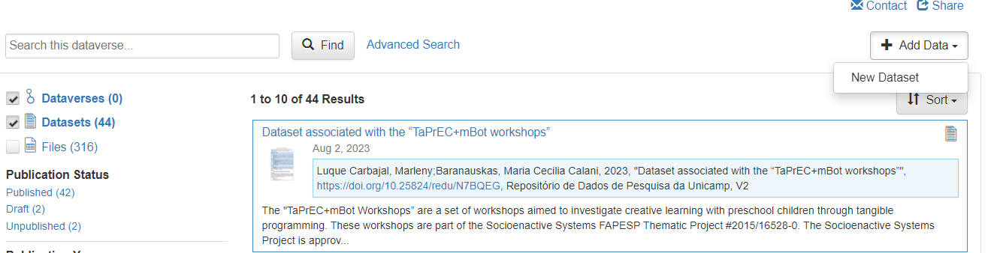 Contact Share
Search this dataverse...
Find
Advanced Search
Add Data
New Dataset
Dataverses (0)
Datasets (44)
Files (316)
Publication Status
Published (42)
Draft (2)
Unpublished (2)
1 to 10 of 44 Results
Sort
Dataset associated with the “TaPrEC+mBot workshops”
Aug 2, 2023
Luque Carbajal, Marleny;Baranauskas, Maria Cecilia Calani, 2023, "Dataset associated with the “TaPrEC+mBot workshops”",
https://doi.org/10.25824/redu/N7BQEG, Repositório de Dados de Pesquisa da Unicamp, V2
The "TaPrEC+mBot Workshops” are a set of workshops aimed to investigate creative learning with preschool children through tangible
programming. These workshops are part of the Socioenactive Systems FAPESP Thematic Project #2015/16528-0. The Socioenactive Systems
Project is approv...